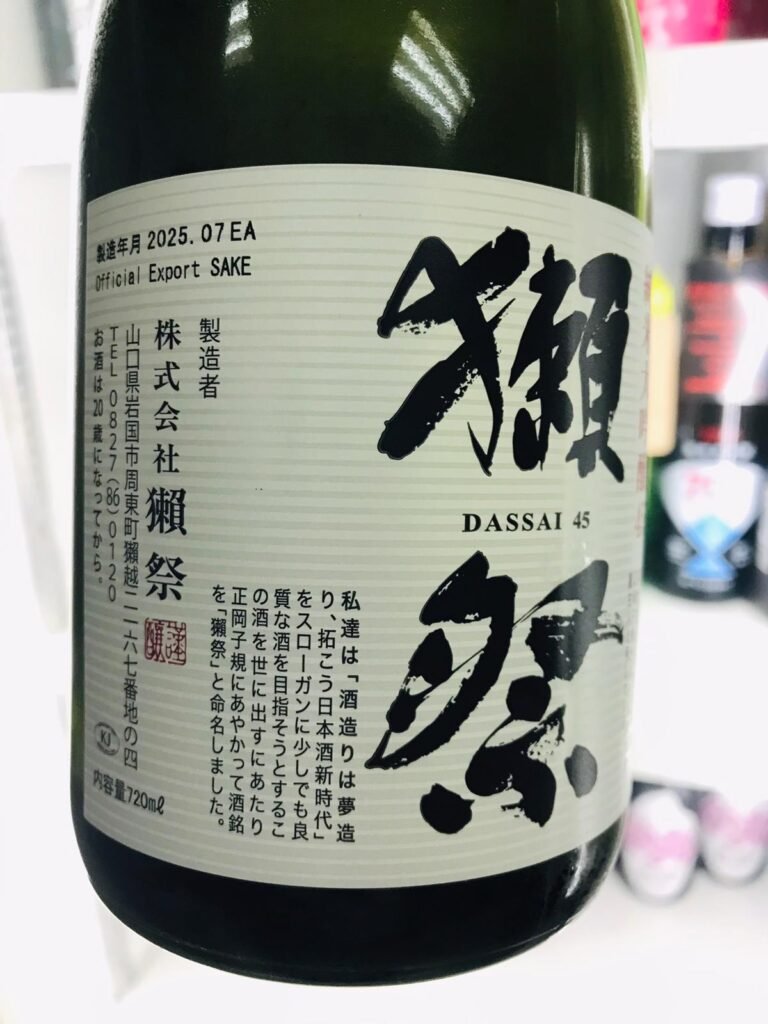 獺祭
DASSAI 45
私達は「酒造りは夢造
り、拓こう日本酒新時代」
をスローガンに少しでも良
質な酒を目指そうとするこ
の酒を世に出すにあたり
正岡子規にあやかって酒銘
を「獺祭」と命名しました。
製造年月 2025.07EA
Official Export SAKE
製造者
株式会社 獺祭
謹醸
山口県岩国市周東町獺越二一六七番地の四
TEL 0827(86)0120
お酒は20歳になってから。
KJ
内容量720mℓ